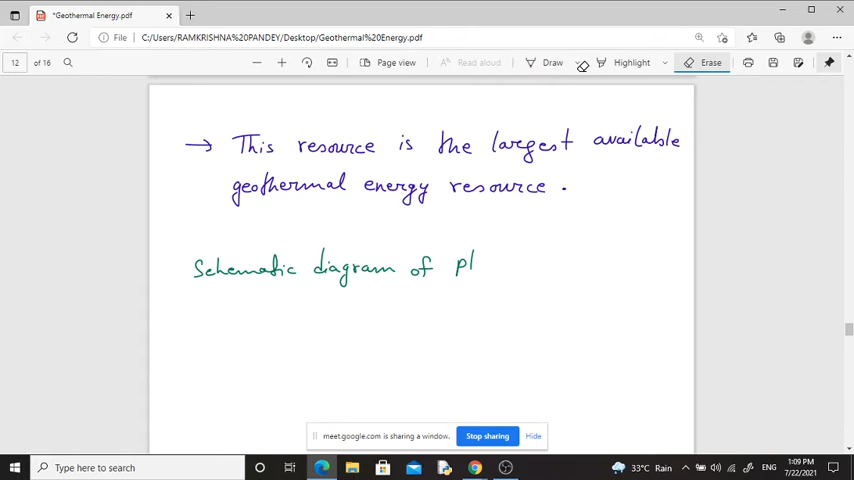 *Geothermal Energy.pdf
File C:/Users/RAMKRISHNA%20PANDEY/Desktop/Geothermal%20Energy.pdf
12 of 16 Page view Read aloud Draw Highlight Erase
→ This resource is the largest available
geothermal energy resource.
Schematic diagram of pl
meet.google.com is sharing a window. Stop sharing Hide
Type here to search 33°C Rain ENG 1:09 PM
7/22/2021